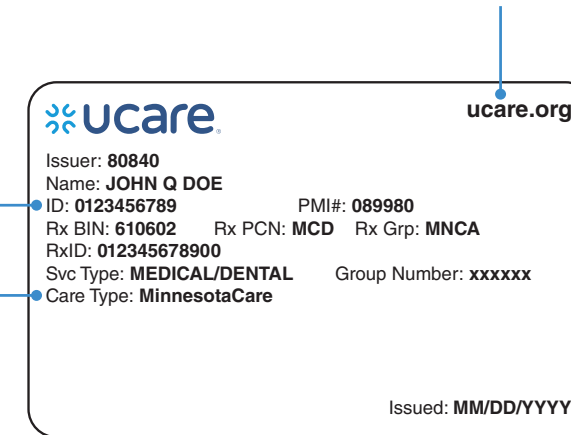 ucare. ucare.org
Issuer: 80840
Name: JOHN Q DOE
ID: 0123456789 PMI#: 089980
Rx BIN: 610602 Rx PCN: MCD Rx Grp: MNCA
RxID: 012345678900
Svc Type: MEDICAL/DENTAL Group Number: xxxxxx
Care Type: MinnesotaCare
Issued: MM/DD/YYYY